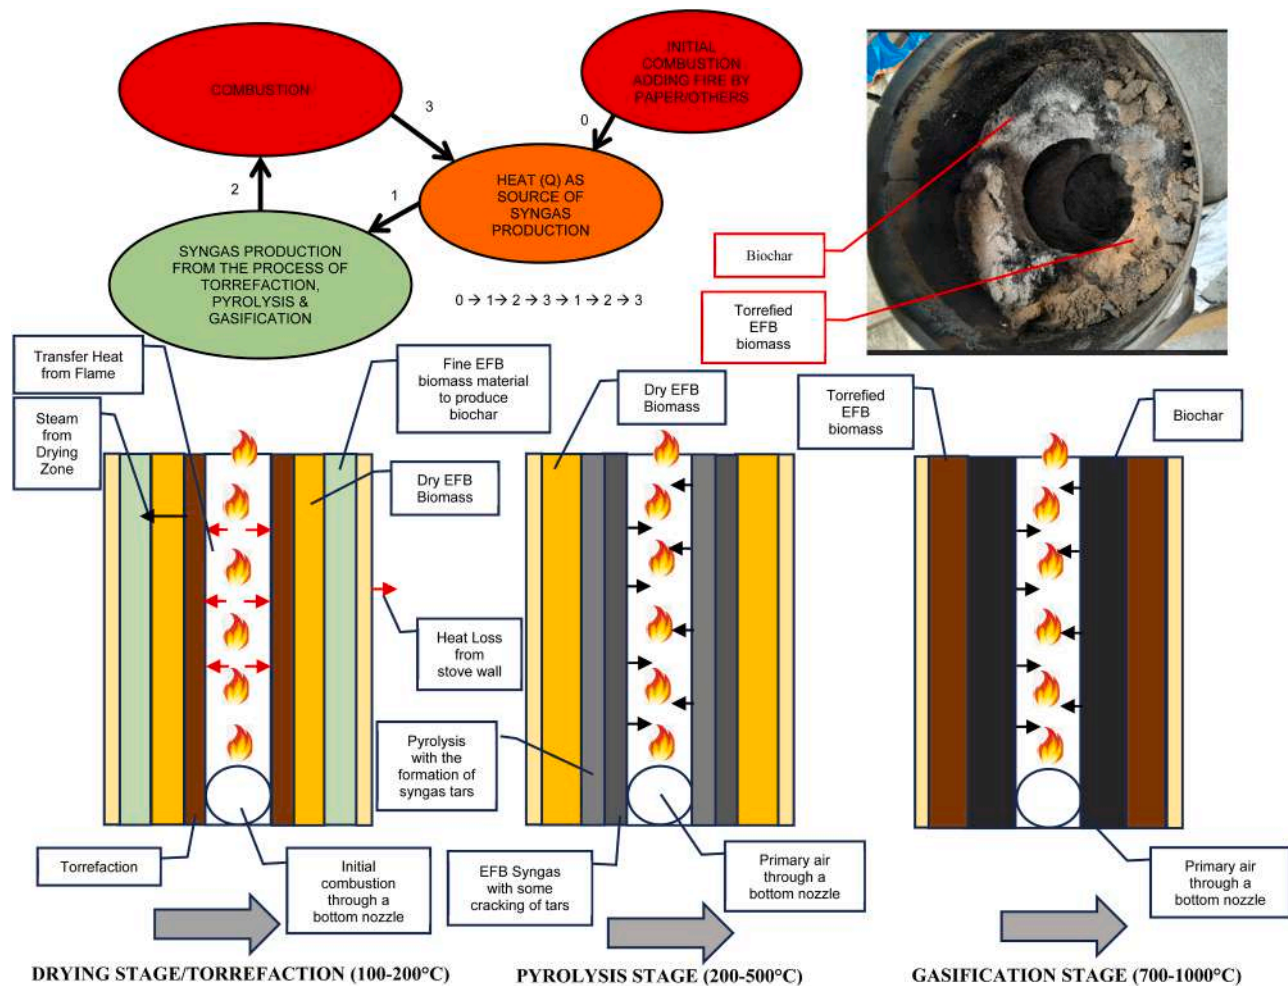 COMBUSTION
3
INITIAL
COMBUSTION
ADDING FIRE BY
PAPER/OTHERS
0
2
1
HEAT (Q) AS
SOURCE OF
SYNGAS
PRODUCTION
SYNGAS PRODUCTION
FROM THE PROCESS OF
TORREFACTION,
PYROLYSIS &
GASIFICATION
0 → 1→ 2 → 3 → 1 → 2 → 3
Biochar
Torrefied
EFB
biomass
Transfer Heat
from Flame
Steam
from
Drying
Zone
Fine EFB
biomass material
to produce
biochar
Dry EFB
Biomass
Heat Loss
from
stove wall
Torrefaction
Initial
combustion
through a
bottom nozzle
DRYING STAGE/TORREFACTION (100-200°C)
Dry EFB
Biomass
Pyrolysis
with the
formation of
syngas tars
EFB Syngas
with some
cracking of tars
Primary air
through a
bottom nozzle
PYROLYSIS STAGE (200-500°C)
Torrefied
EFB
biomass
Biochar
Primary air
through a
bottom nozzle
GASIFICATION STAGE (700-1000°C)